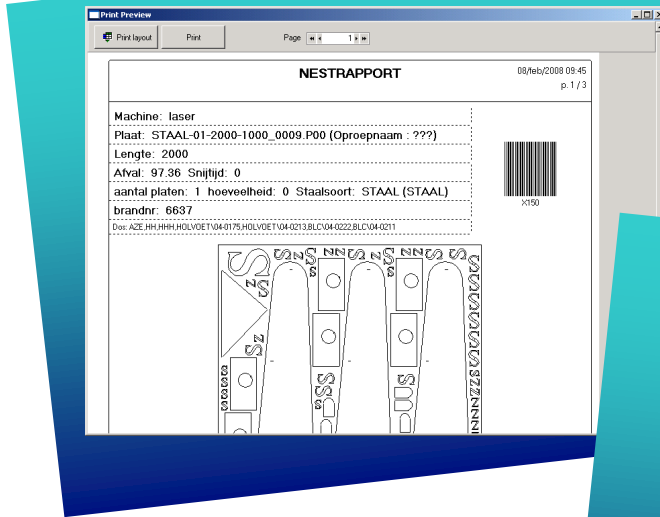 Print Preview
Print layout Print Page 1
NESTRAPPORT
08/feb/2008 09:45
p. 1 / 3
Machine: laser
Plaat: STAAL-01-2000-1000_0009.P00 (Oproepnaam : ???)
Lengte: 2000
Afval: 97.36 Snijtijd: 0
aantal platen: 1 hoeveelheid: 0 Staalsoort: STAAL (STAAL)
brandnr: 6637
X150
Dos: AZE,HH,HHH,HOLVOET\04-0175,HOLVOET\04-0213,BLC\04-0222,BLC\04-0211